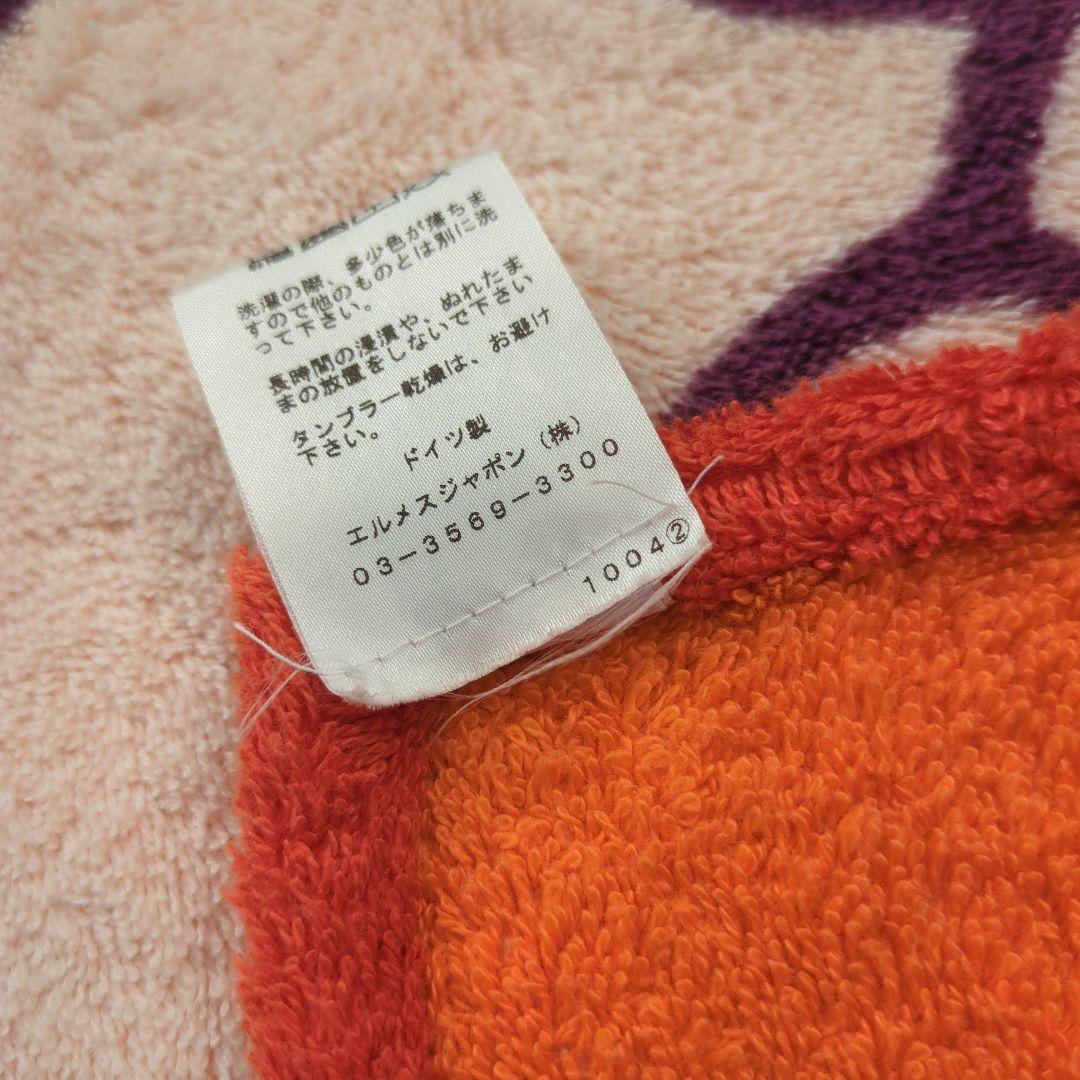 洗濯の際、多少色が落ちま
すので他のものとは別に洗
って下さい。
長時間の浸漬や、ぬれたま
まの放置をしないで下さい
タンブラー乾燥は、お避け
下さい。
ドイツ製
エルメスジャポン(株)
03-3569-3300
1004②